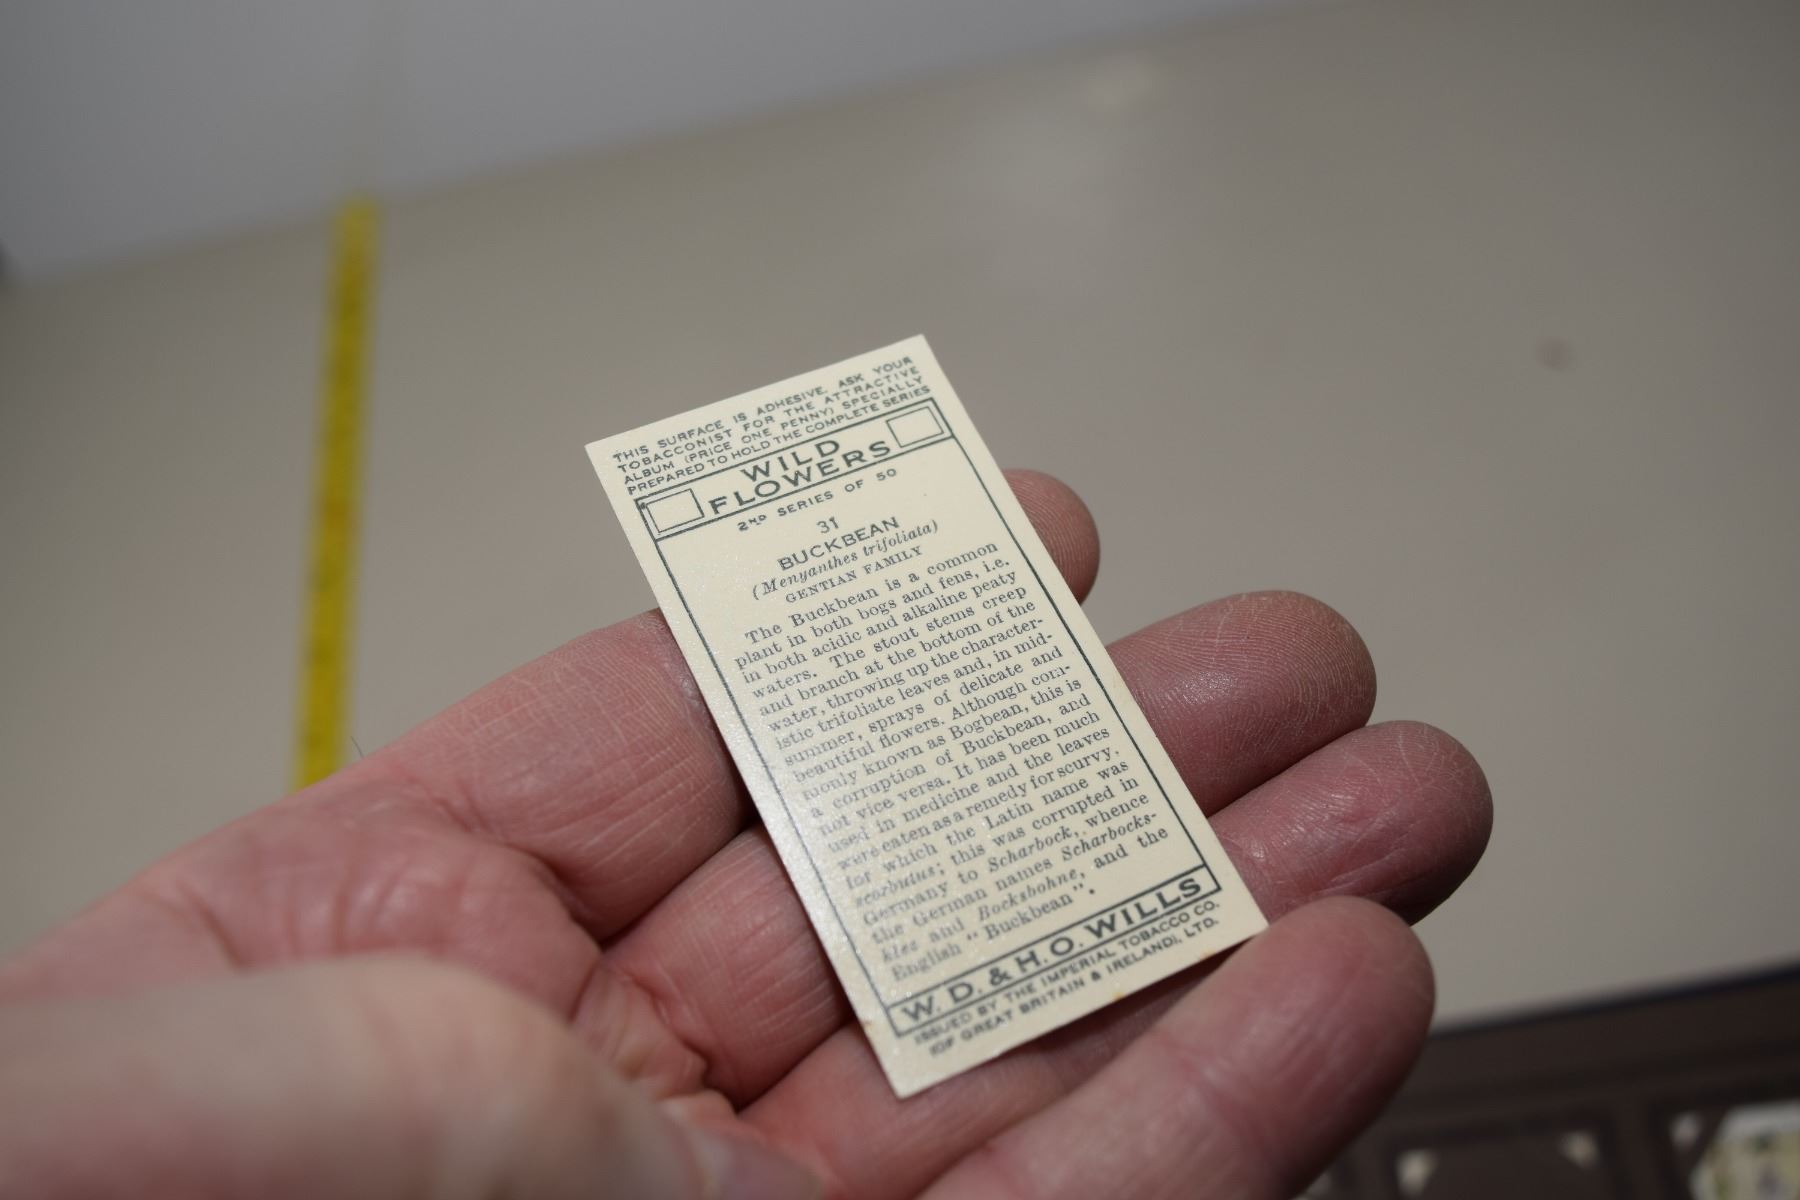 THIS SURFACE IS ADHESIVE. ASK YOUR
TOBACCONIST FOR THE ATTRACTIVE
ALBUM (PRICE ONE PENNY) SPECIALLY
PREPARED TO HOLD THE COMPLETE SERIES
WILD
FLOWERS
2ND SERIES OF 50
31
BUCKBEAN
(Menyanthes trifoliata)
GENTIAN FAMILY
The Buckbean is a common
plant in both bogs and fens, i.e.
in both acidic and alkaline peaty
waters. The stout stems creep
and branch at the bottom of the
water, throwing up the character-
istic trifoliate leaves and, in mid-
summer, sprays of delicate and
beautiful flowers. Although com-
monly known as Bogbean, this is
a corruption of Buckbean, and
not vice versa. It has been much
used in medicine and the leaves
were eaten as a remedy for scurvy,
for which the Latin name was
scorbutus; this was corrupted in
Germany to Scharbock, whence
the German names Scharbocks-
klee and Bocksbohne, and the
English "Buckbean".
W. D. & H. O. WILLS
ISSUED BY THE IMPERIAL TOBACCO CO.
(OF GREAT BRITAIN & IRELAND), LTD.